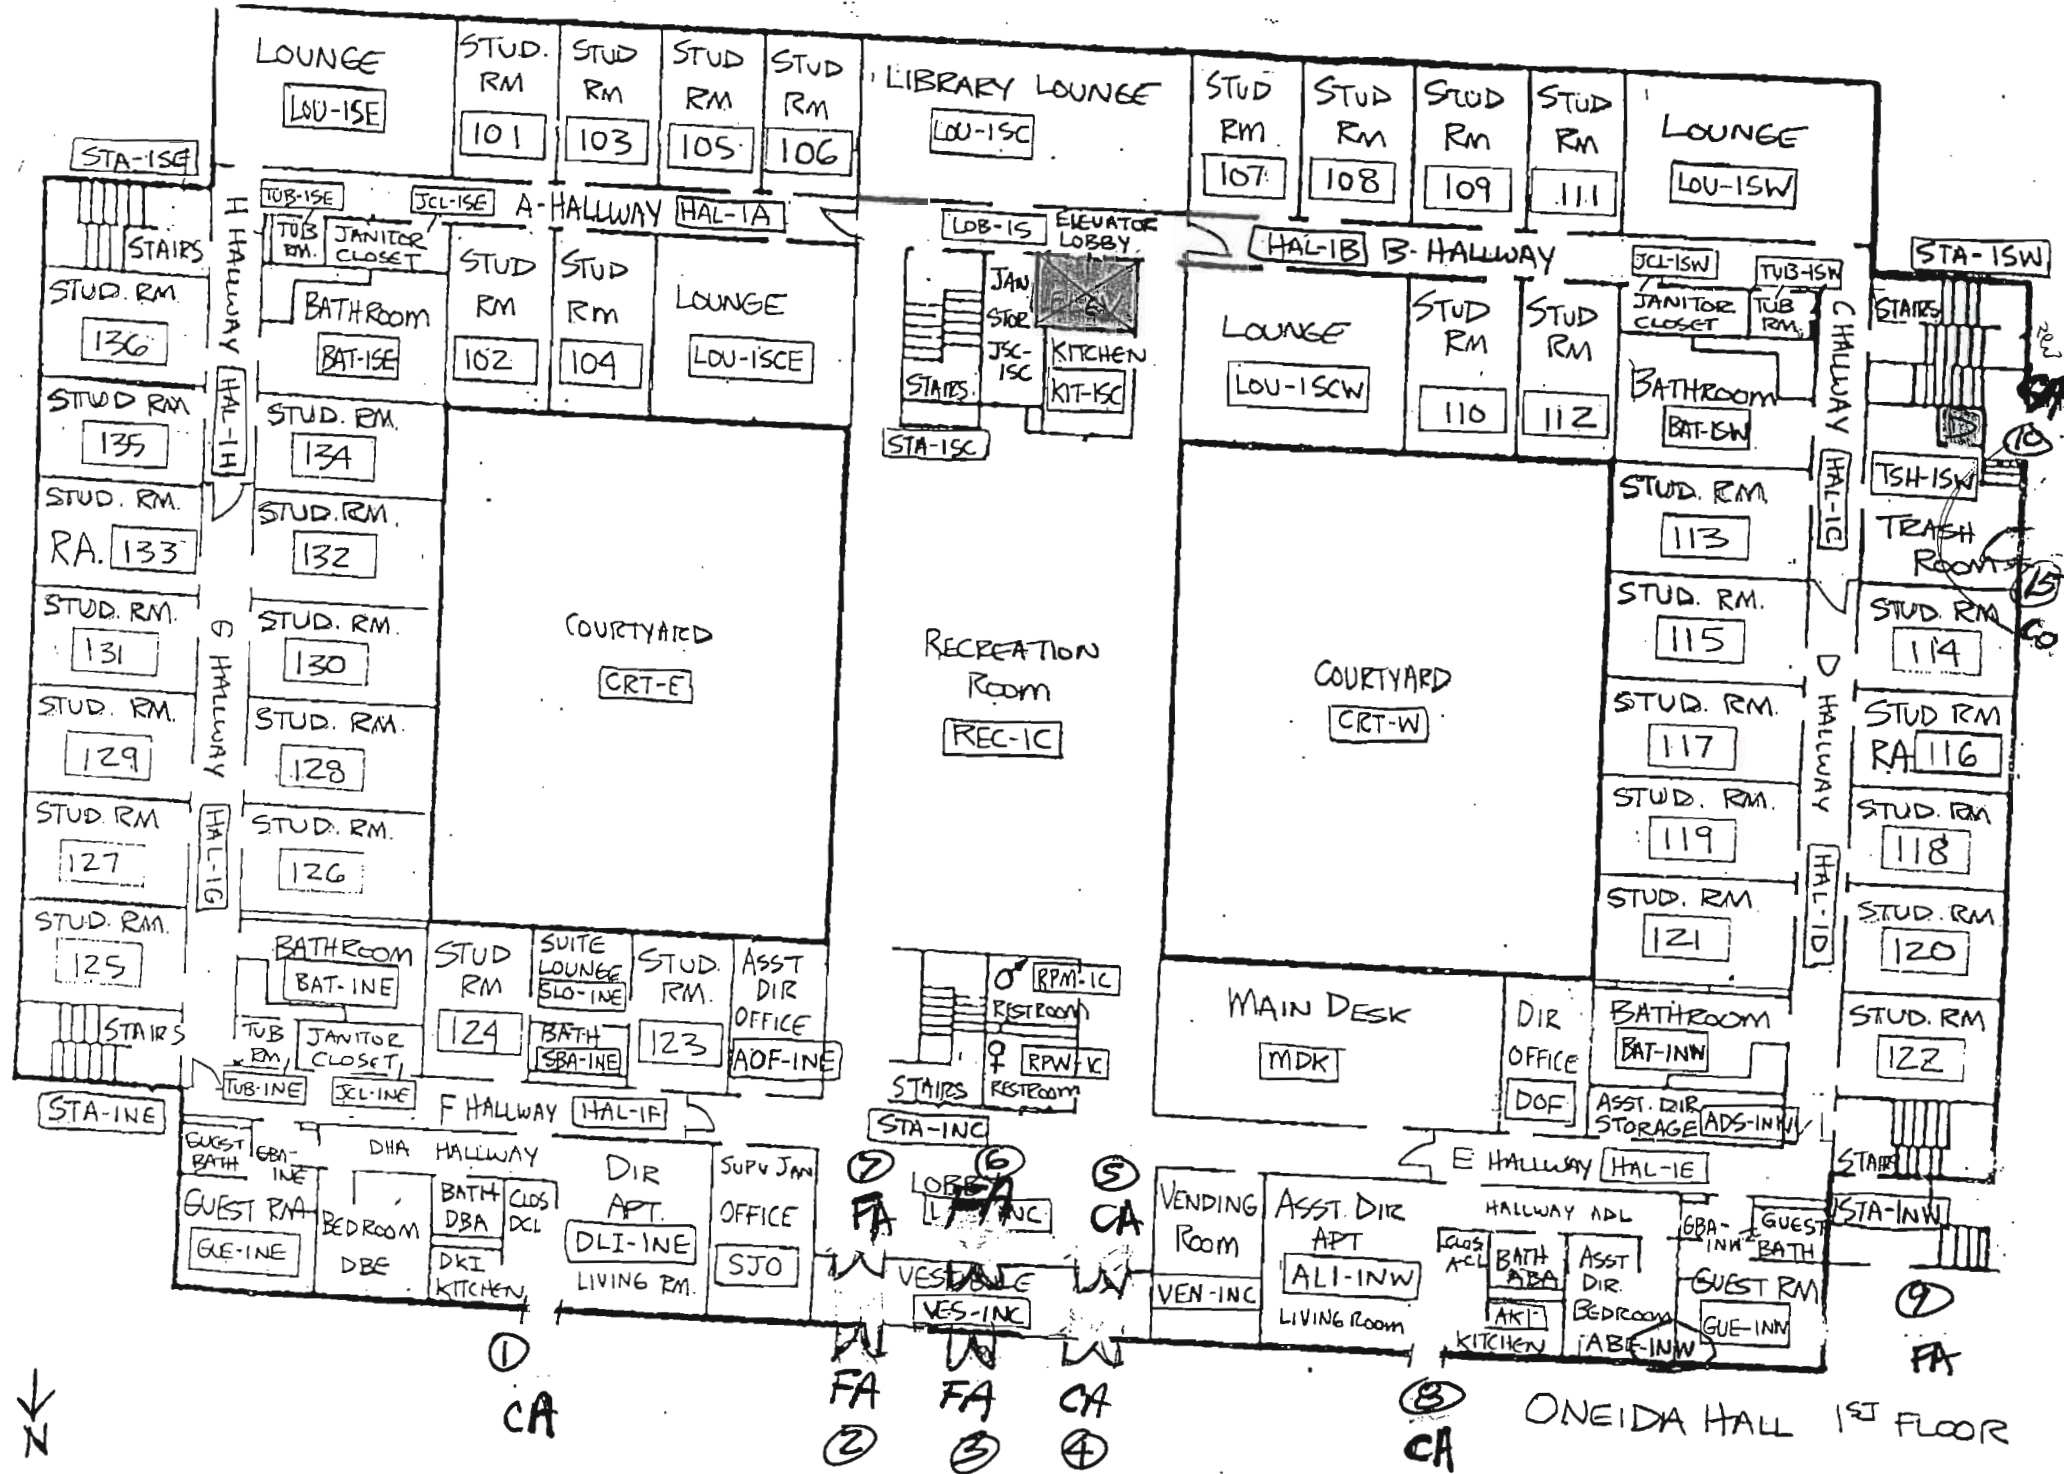 LOUNGE
LOU-1SE
STUD.
RM
101
STUD
RM
103
STUD
RM
105
STUD
RM
106
LIBRARY LOUNGE
LOU-1SC
STUD
RM
107
STUD
RM
108
STUD
RM
109
STUD
RM
111
LOUNGE
LOU-1SW
STA-1SE
TUB-1SE
JCL-1SE
A-HALLWAY HAL-1A
LOB-1S
ELEVATOR
LOBBY
HAL-1B B-HALLWAY
JCL-1SW
TUB-1SW
STA-1SW
STAIRS
H HALLWAY
HAL-1H
TUB
RM.
JANITOR
CLOSET
BATHROOM
BAT-1SE
STUD
RM
102
STUD
RM
104
LOUNGE
LOU-1SCE
STAIRS.
STA-1SC
JAN
STOR
JSC-
1SC
KITCHEN
KIT-1SC
LOUNGE
LOU-1SCW
STUD
RM
110
STUD
RM
112
JANITOR
CLOSET
TUB
RM.
BATHROOM
BAT-1SW
C HALLWAY
HAL-1C
STAIRS
10
TSH-1SW
TRASH
ROOM
STUD. RM.
136
STUD RM
135
STUD. RM.
RA. 133
STUD. RM.
131
STUD. RM.
129
STUD. RM
127
STUD. RM.
125
G HALLWAY
HAL-1G
STUD. RM.
134
STUD. RM.
132
STUD. RM.
130
STUD. RM.
128
STUD. RM.
126
COURTYARD
CRT-E
RECREATION
ROOM
REC-1C
COURTYARD
CRT-W
STUD. RM.
113
STUD. RM.
115
STUD. RM.
117
STUD. RM.
119
STUD. RM.
121
D HALLWAY
HAL-1D
STUD. RM
114
STUD RM
RA 116
STUD. RM
118
STUD. RM
120
STUD. RM
122
STAIRS
STA-1NE
BATHROOM
BAT-1NE
TUB
RM,
JANITOR
CLOSET,
TUB-1NE
JCL-1NE
STUD
RM
124
SUITE
LOUNGE
SLO-1NE
BATH
SBA-1NE
STUD.
RM.
123
ASST
DIR
OFFICE
AOF-1NE
F HALLWAY HAL-1F
♂ RPM-1C
RESTROOM
♀ RPW-1C
RESTROOM
STAIRS
STA-1NC
MAIN DESK
MDK
DIR
OFFICE
DOF
BATHROOM
BAT-1NW
ASST. DIR
STORAGE ADS-1NW
E HALLWAY HAL-1E
STAIRS
STA-1NW
GUEST
BATH
GBA-
1NE
GUEST RM
GUE-1NE
DHA HALLWAY
BEDROOM
DBE
BATH
DBA
DKI
KITCHEN
CLOS
DCL
DIR
APT.
DLI-1NE
LIVING RM.
SUPV JAN
OFFICE
SJO
7
FA
6
FA
5
CA
LOBBY
VESTIBULE
VES-1NC
VENDING
ROOM
VEN-1NC
ASST. DIR
APT
ALI-1NW
LIVING ROOM
HALLWAY ADL
CLOS
ACL
BATH
ABA
AKI
KITCHEN
ASST
DIR.
BEDROOM
ABE-1NW
GBA-
1NW
GUEST
BATH
GUEST RM
GUE-1NW
9
FA
1
CA
FA
2
FA
3
CA
4
8
CA
N
ONEIDA HALL 1ST FLOOR